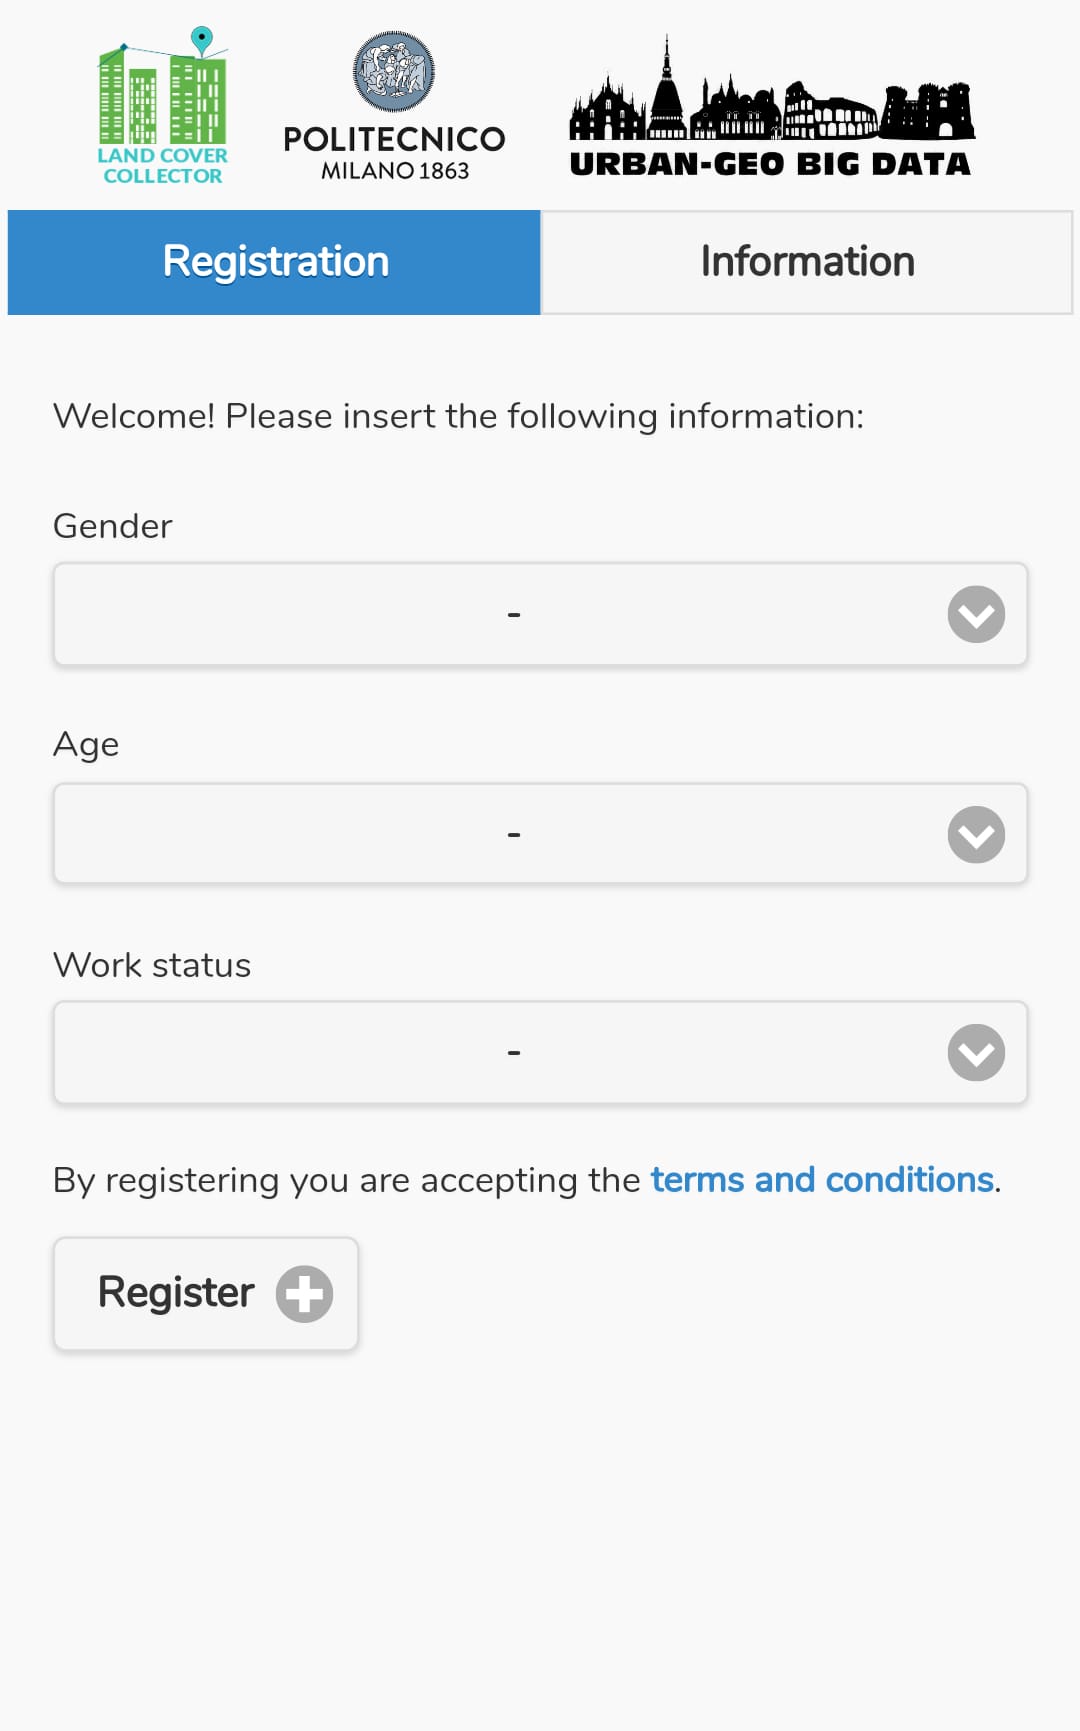 LAND COVER
COLLECTOR
POLITECNICO
MILANO 1863
URBAN-GEO BIG DATA
Registration
Information
Welcome! Please insert the following information:
Gender
-
Age
-
Work status
-
By registering you are accepting the terms and conditions.
Register